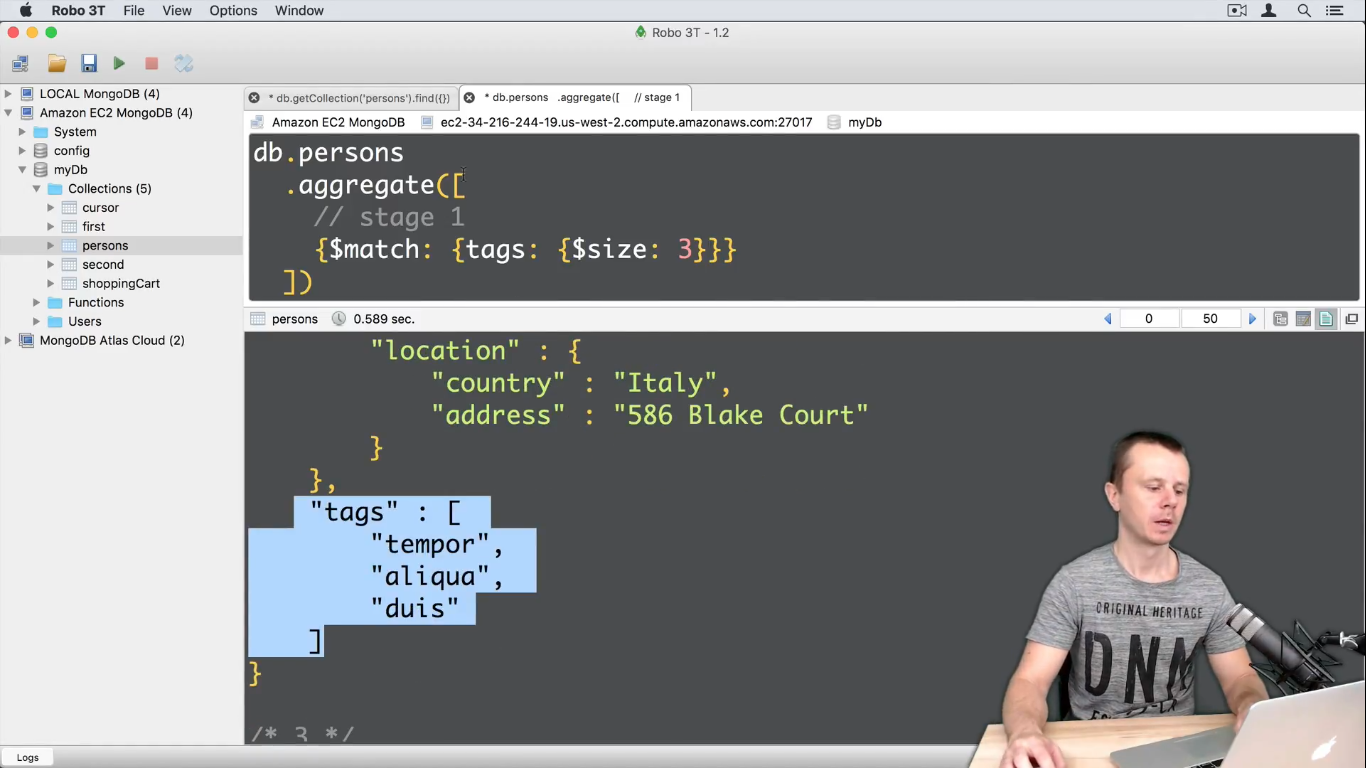 Robo 3T File View Options Window
Robo 3T - 1.2
LOCAL MongoDB (4)
Amazon EC2 MongoDB (4)
System
config
myDb
Collections (5)
cursor
first
persons
second
shoppingCart
Functions
Users
MongoDB Atlas Cloud (2)
* db.getCollection('persons').find({})
* db.persons .aggregate([ // stage 1
Amazon EC2 MongoDB ec2-34-216-244-19.us-west-2.compute.amazonaws.com:27017 myDb
db.persons
.aggregate([
// stage 1
{$match: {tags: {$size: 3}}}
])
persons 0.589 sec. 0 50
"location" : {
"country" : "Italy",
"address" : "586 Blake Court"
}
},
"tags" : [
"tempor",
"aliqua",
"duis"
]
}
/* 3 */
ORIGINAL HERITAGE
Logs